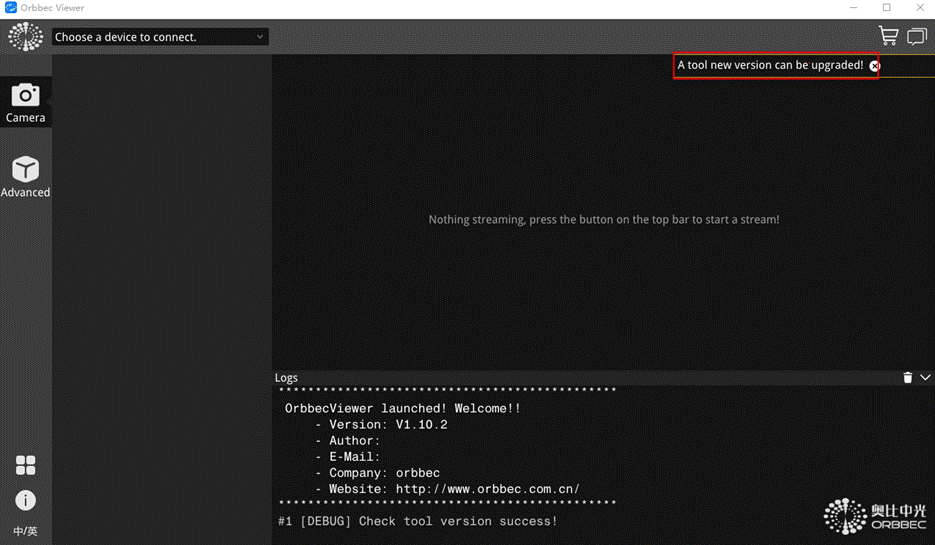 Orbbec Viewer
Choose a device to connect.
A tool new version can be upgraded!
Camera
Advanced
Nothing streaming, press the button on the top bar to start a stream!
Logs
***********************************************
OrbbecViewer launched! Welcome!!
- Version: V1.10.2
- Author:
- E-Mail:
- Company: orbbec
- Website: http://www.orbbec.com.cn/
***********************************************
#1 [DEBUG] Check tool version success!
中/英
奥比中光
ORBBEC